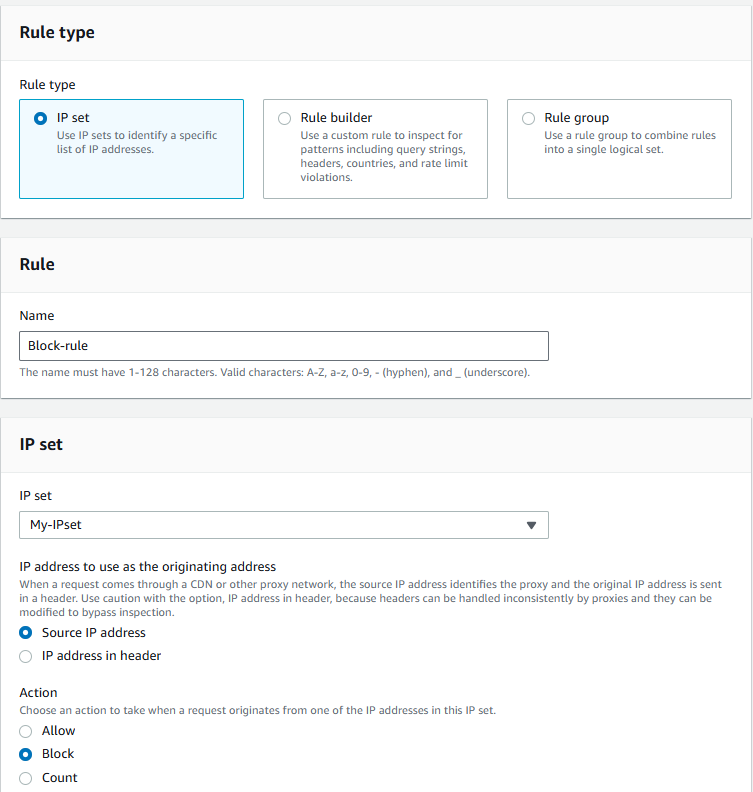 Rule type
Rule type
IP set
Use IP sets to identify a specific
list of IP addresses.
Rule builder
Use a custom rule to inspect for
patterns including query strings,
headers, countries, and rate limit
violations.
Rule group
Use a rule group to combine rules
into a single logical set.
Rule
Name
Block-rule
The name must have 1-128 characters. Valid characters: A-Z, a-z, 0-9, - (hyphen), and _ (underscore).
IP set
IP set
My-IPset
IP address to use as the originating address
When a request comes through a CDN or other proxy network, the source IP address identifies the proxy and the original IP address is sent
in a header. Use caution with the option, IP address in header, because headers can be handled inconsistently by proxies and they can be
modified to bypass inspection.
Source IP address
IP address in header
Action
Choose an action to take when a request originates from one of the IP addresses in this IP set.
Allow
Block
Count